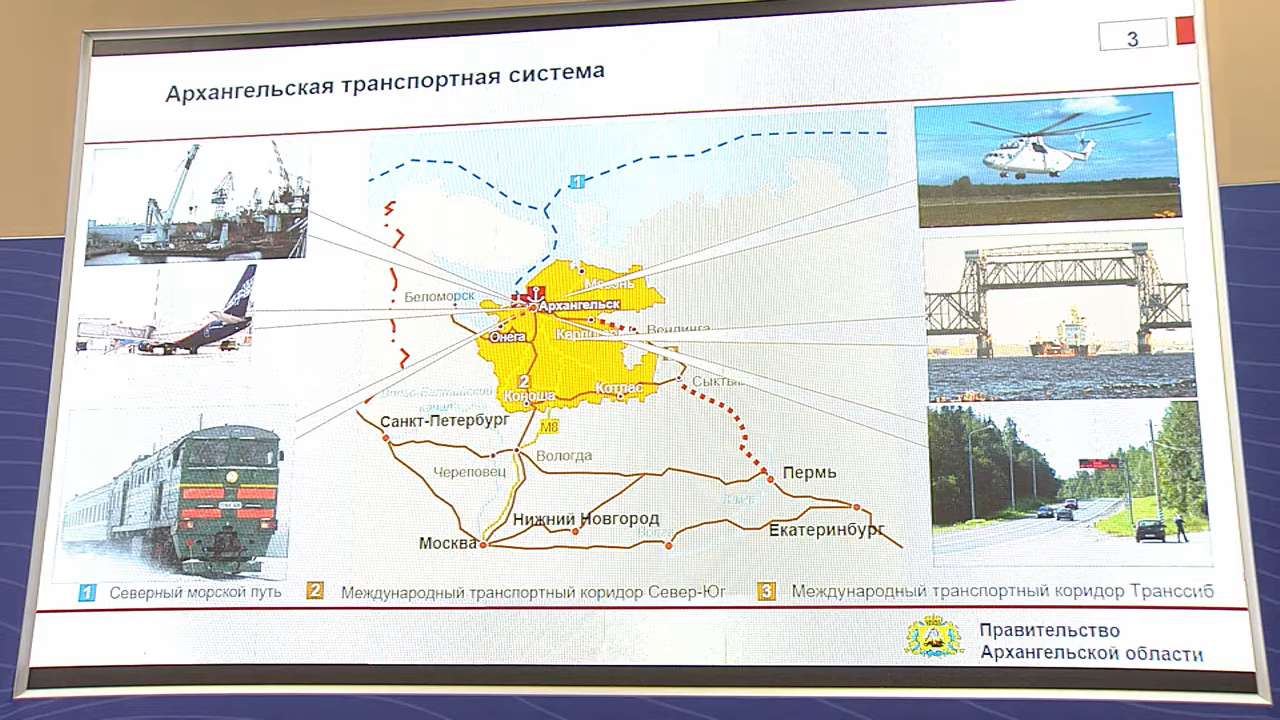 3
Архангельская транспортная система
1
Мезень
Беломорск
Архангельск
Онега
Вендинга
2
Коноша
Котлас
Санкт-Петербург
М8
Вологда
Череповец
Пермь
Нижний Новгород
Москва
Екатеринбург
1 Северный морской путь
2 Международный транспортный коридор Север-Юг
3 Международный транспортный коридор Транссиб
Правительство
Архангельской области